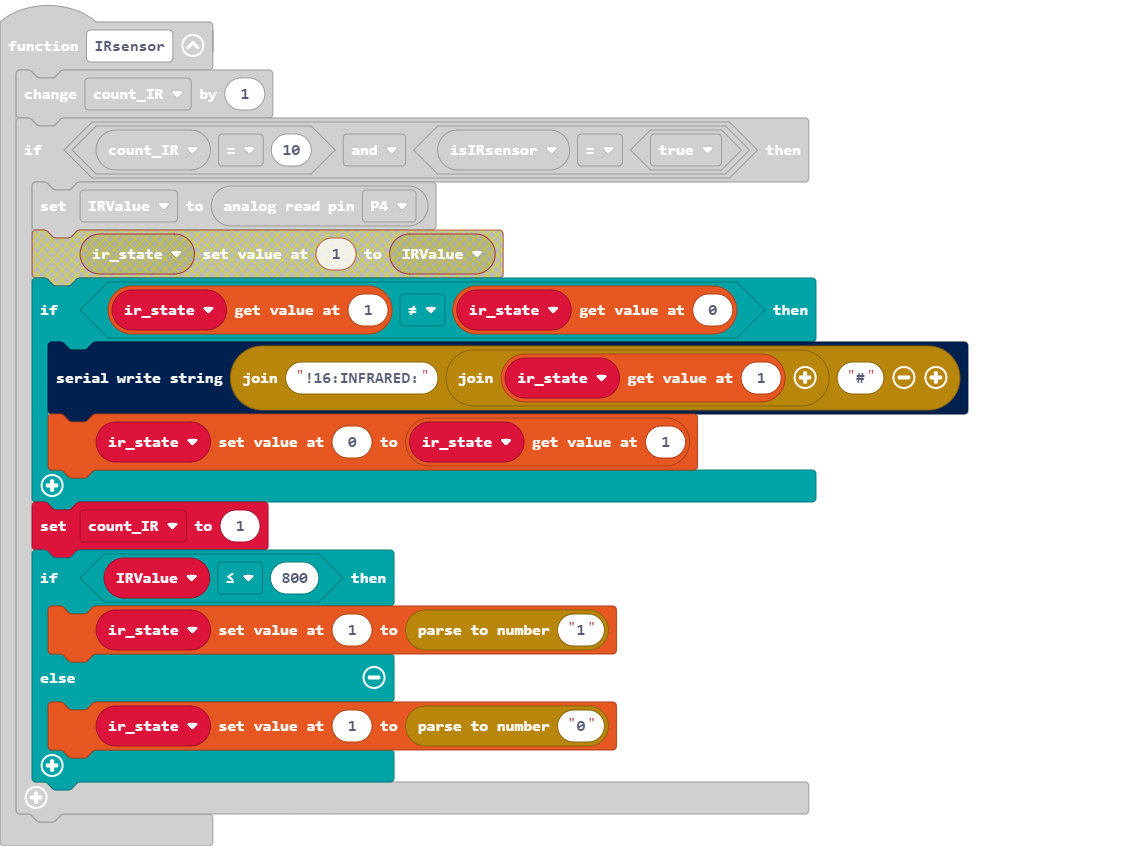 function IRsensor
change count_IR by 1
if count_IR = 10 and isIRsensor = true then
set IRValue to analog read pin P4
ir_state set value at 1 to IRValue
if ir_state get value at 1 ≠ ir_state get value at 0 then
serial write string join "!16:INFRARED:" join ir_state get value at 1 "#"
ir_state set value at 0 to ir_state get value at 1
set count_IR to 1
if IRValue ≤ 800 then
ir_state set value at 1 to parse to number "1"
else
ir_state set value at 1 to parse to number "0"